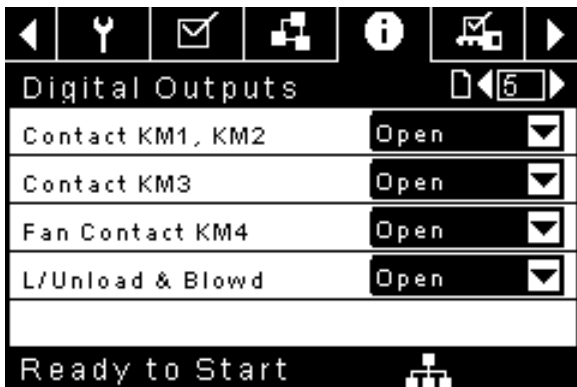 Digital Outputs 5
Contact KM1, KM2 Open
Contact KM3 Open
Fan Contact KM4 Open
L/Unload & Blowd Open
Ready to Start